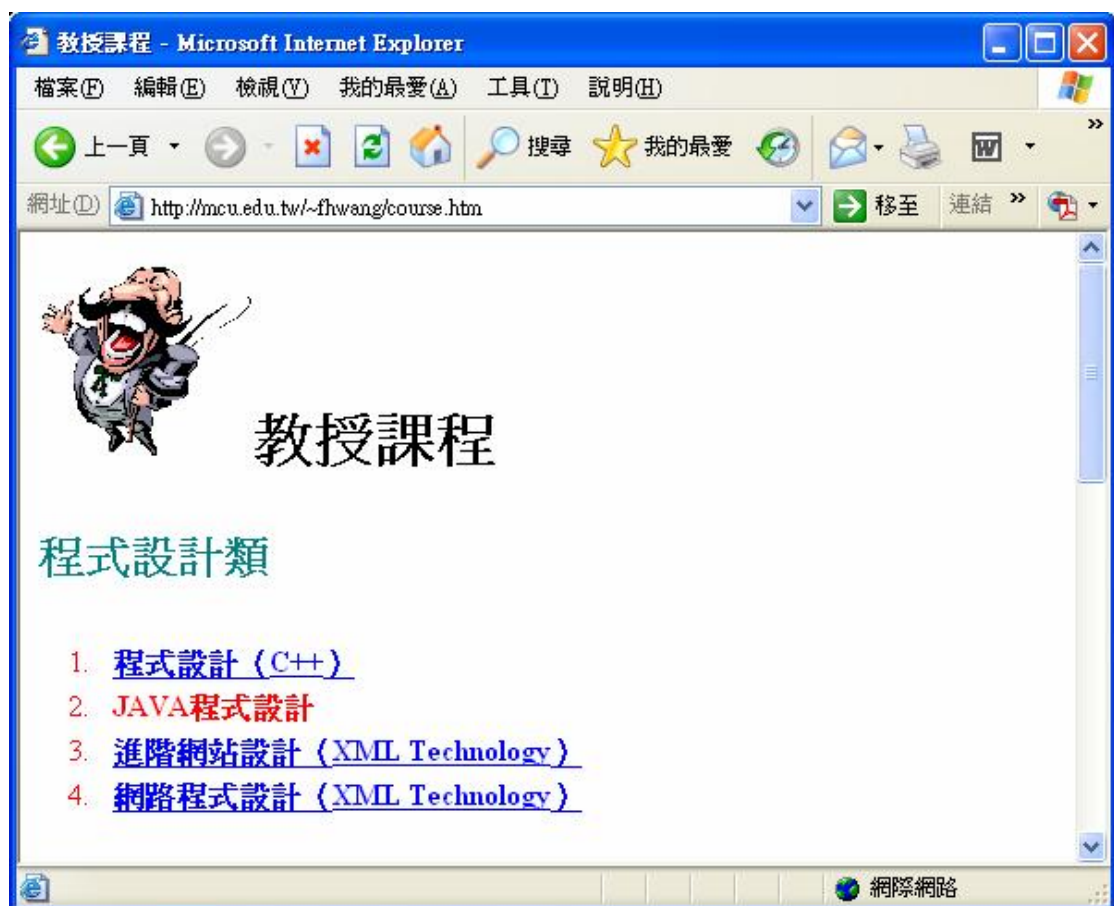 教授課程 - Microsoft Internet Explorer
檔案(F) 編輯(E) 檢視(V) 我的最愛(A) 工具(T) 說明(H)
上一頁 搜尋 我的最愛 W »
網址(D) http://mcu.edu.tw/~fhwang/course.htm 移至 連結 »
教授課程
程式設計類
1. 程式設計（C++）
2. JAVA程式設計
3. 進階網站設計（XML Technology）
4. 網路程式設計（XML Technology）
網際網路